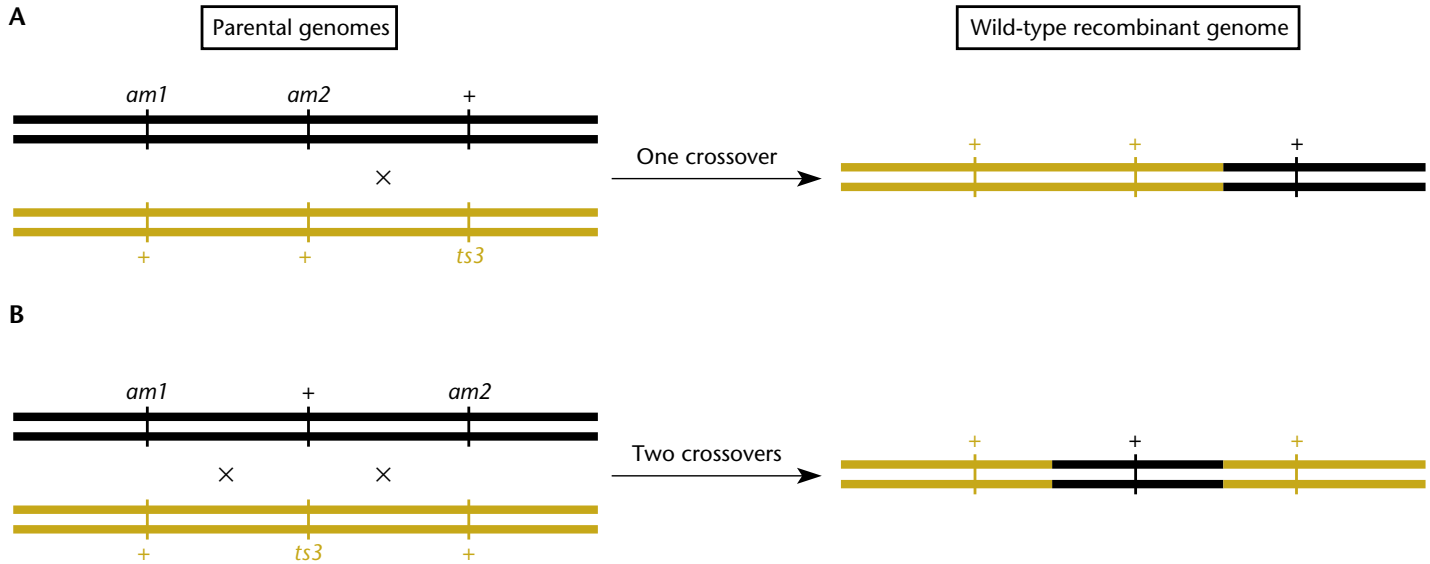 A
Parental genomes
Wild-type recombinant genome
am1 am2 +
One crossover
+ + +
+ + ts3
B
am1 + am2
Two crossovers
+ + +
+ ts3 +